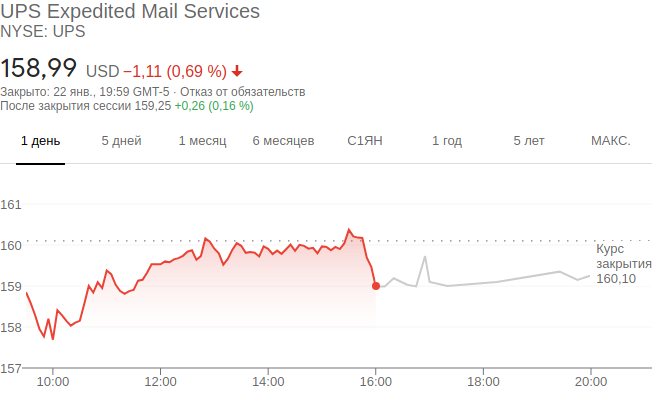 UPS Expedited Mail Services
NYSE: UPS
158,99 USD −1,11 (0,69 %)
Закрыто: 22 янв., 19:59 GMT-5 · Отказ от обязательств
После закрытия сессии 159,25 +0,26 (0,16 %)
1 день 5 дней 1 месяц 6 месяцев С1ЯН 1 год 5 лет МАКС.
161
160
159
158
157
Курс
закрытия
160,10
10:00 12:00 14:00 16:00 18:00 20:00